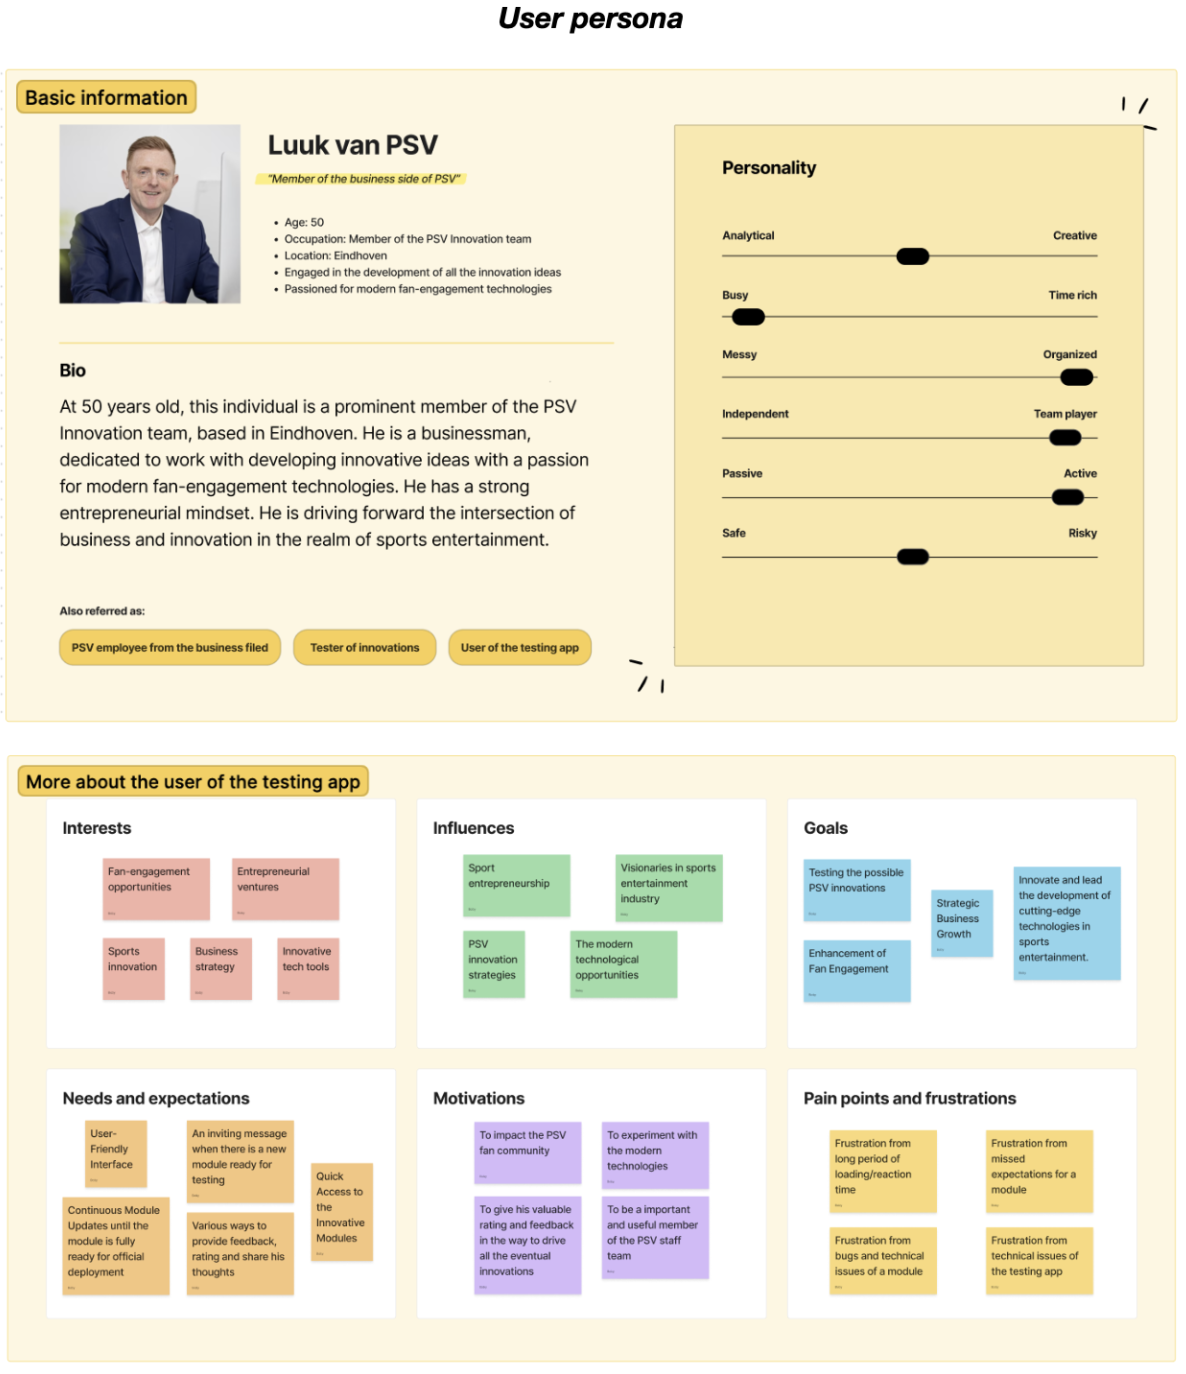 User persona
Basic information
Luuk van PSV
"Member of the business side of PSV"
• Age: 50
• Occupation: Member of the PSV Innovation team
• Location: Eindhoven
• Engaged in the development of all the innovation ideas
• Passioned for modern fan-engagement technologies
Bio
At 50 years old, this individual is a prominent member of the PSV
Innovation team, based in Eindhoven. He is a businessman,
dedicated to work with developing innovative ideas with a passion
for modern fan-engagement technologies. He has a strong
entrepreneurial mindset. He is driving forward the intersection of
business and innovation in the realm of sports entertainment.
Also referred as:
PSV employee from the business filed
Tester of innovations
User of the testing app
Personality
Analytical Creative
Busy Time rich
Messy Organized
Independent Team player
Passive Active
Safe Risky
More about the user of the testing app
Interests
Fan-engagement
opportunities
Entrepreneurial
ventures
Sports
innovation
Business
strategy
Innovative
tech tools
Influences
Sport
entrepreneurship
Visionaries in sports
entertainment
industry
PSV
innovation
strategies
The modern
technological
opportunities
Goals
Testing the possible
PSV innovations
Strategic
Business
Growth
Innovate and lead
the development of
cutting-edge
technologies in
sports
entertainment.
Enhancement of
Fan Engagement
Needs and expectations
User-
Friendly
Interface
An inviting message
when there is a new
module ready for
testing
Quick
Access to
the
Innovative
Modules
Continuous Module
Updates until the
module is fully
ready for official
deployment
Various ways to
provide feedback,
rating and share his
thoughts
Motivations
To impact the PSV
fan community
To experiment with
the modern
technologies
To give his valuable
rating and feedback
in the way to drive
all the eventual
innovations
To be a important
and useful member
of the PSV staff
team
Pain points and frustrations
Frustration from
long period of
loading/reaction
time
Frustration from
missed
expectations for a
module
Frustration from
bugs and technical
issues of a module
Frustration from
technical issues of
the testing app